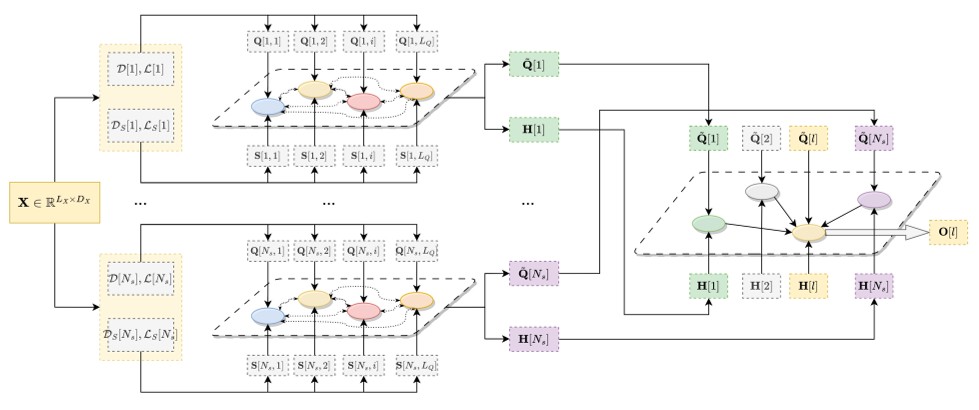 Q[1,1] Q[1,2] Q[1,i] Q[1,L_Q]
𝒟[1], ℒ[1]
𝒟_S[1], ℒ_S[1]
S[1,1] S[1,2] S[1,i] S[1,L_Q]
Q̃[1]
H[1]
X ∈ ℝ^{L_X×D_X}
... ... ...
Q[N_s,1] Q[N_s,2] Q[N_s,i] Q[N_s,L_Q]
𝒟[N_s], ℒ[N_s]
𝒟_S[N_s], ℒ_S[N_s]
S[N_s,1] S[N_s,2] S[N_s,i] S[N_s,L_Q]
Q̃[N_s]
H[N_s]
Q̃[1] Q̃[2] Q̃[l] Q̃[N_s]
O[l]
H[1] H[2] H[l] H[N_s]